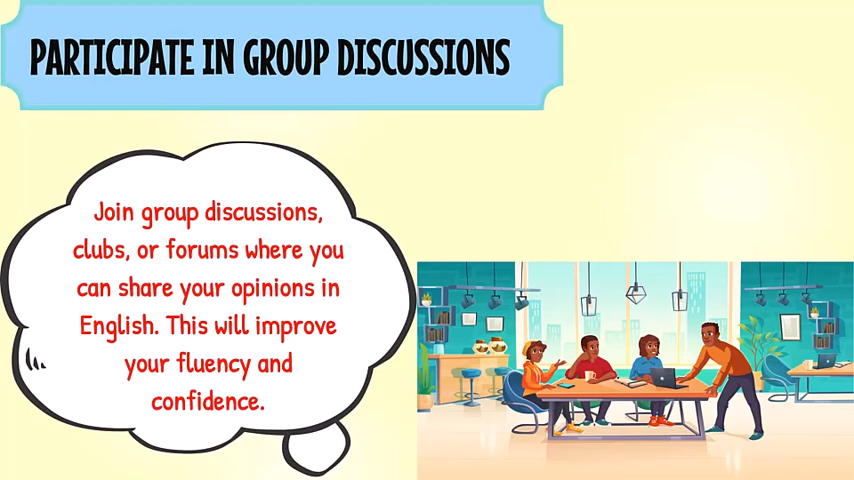 PARTICIPATE IN GROUP DISCUSSIONS
Join group discussions,
clubs, or forums where you
can share your opinions in
English. This will improve
your fluency and
confidence.